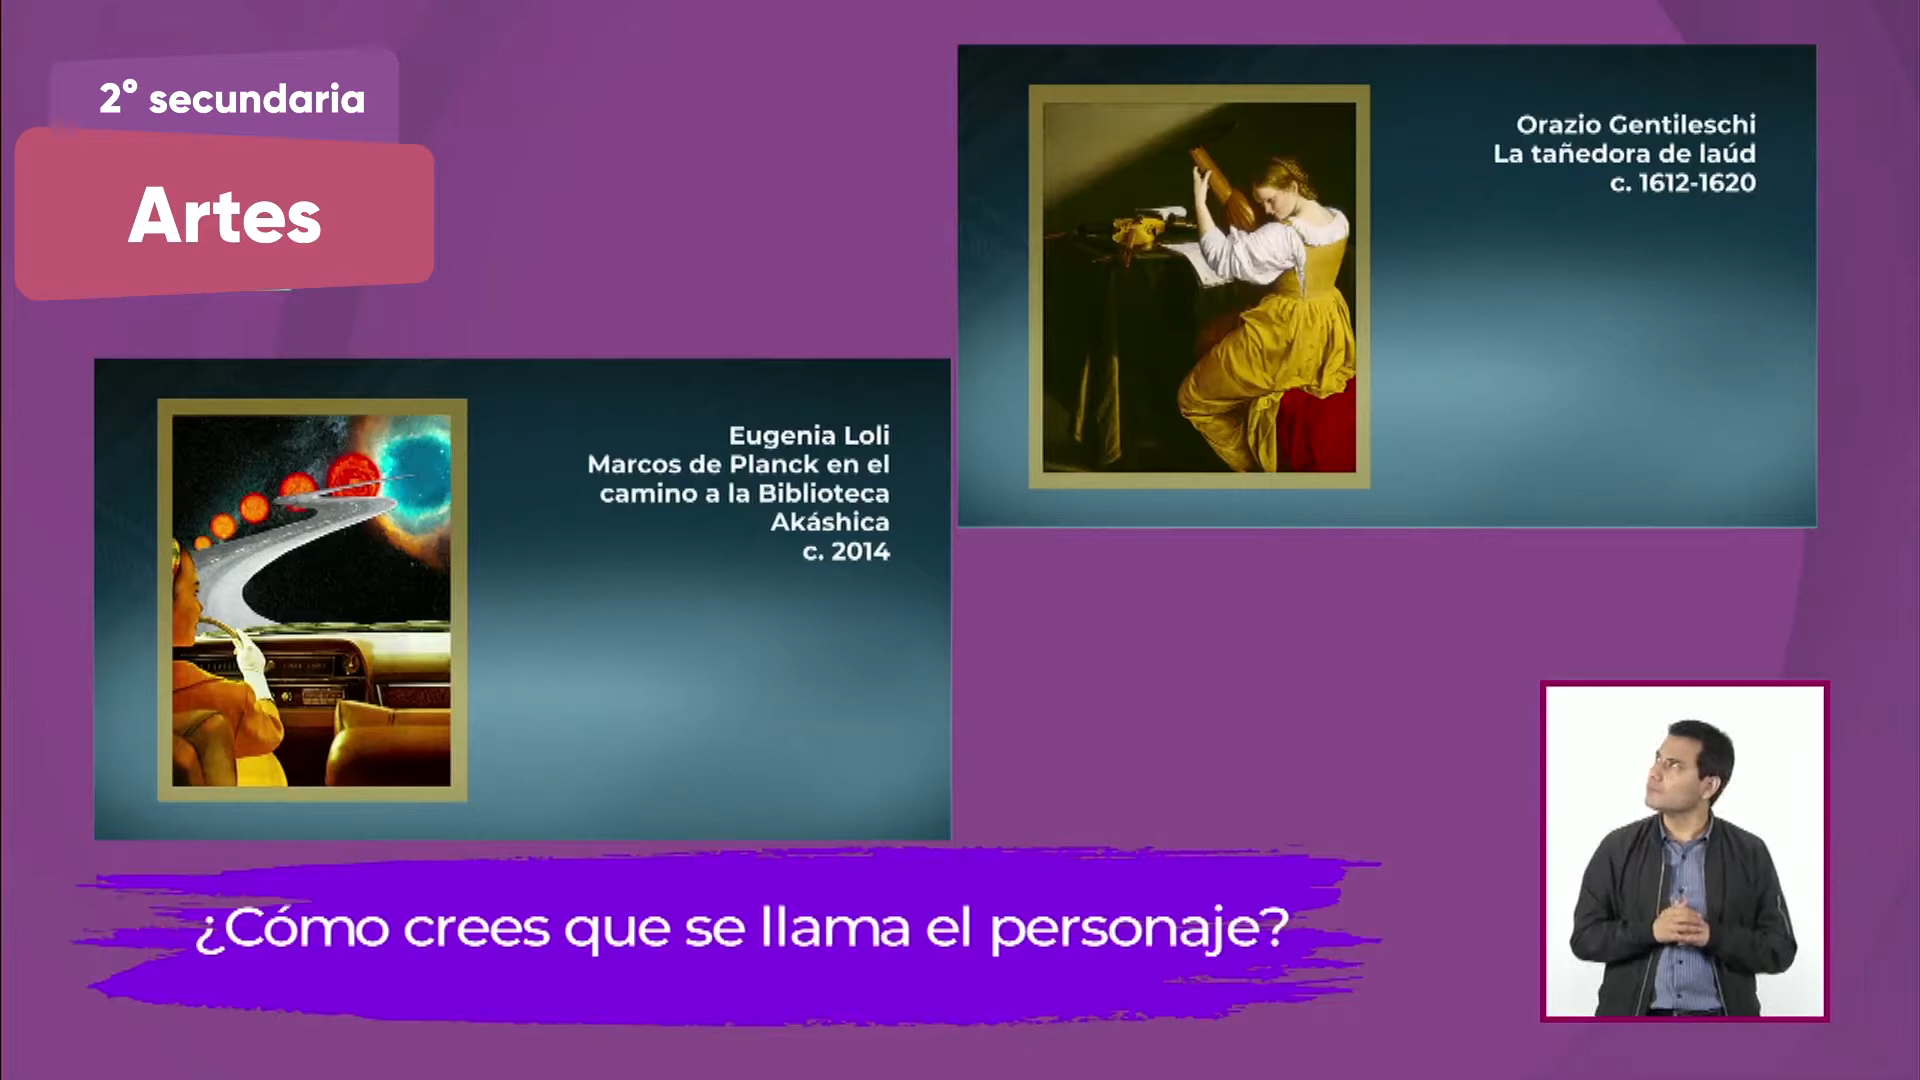 2° secundaria
Artes
Orazio Gentileschi
La tañedora de laúd
c. 1612-1620
Eugenia Loli
Marcos de Planck en el
camino a la Biblioteca
Akáshica
c. 2014
¿Cómo crees que se llama el personaje?